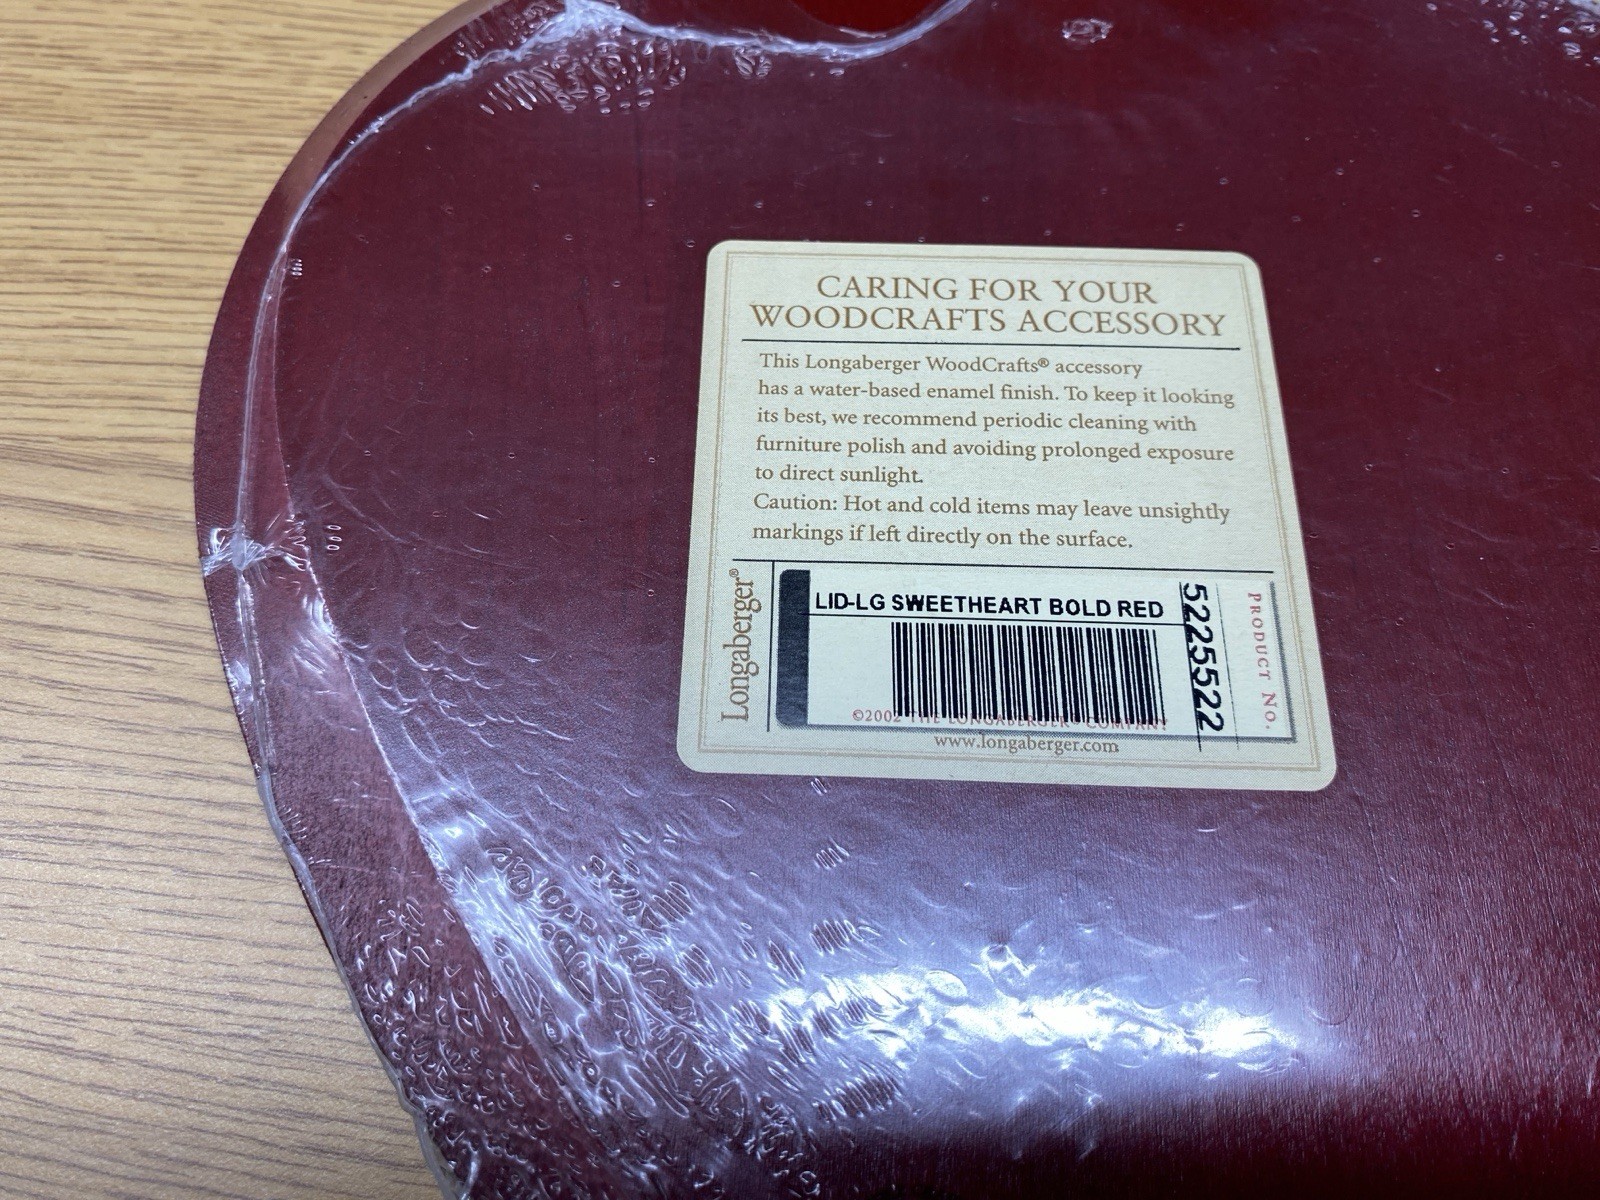 CARING FOR YOUR
WOODCRAFTS ACCESSORY
This Longaberger WoodCrafts® accessory
has a water-based enamel finish. To keep it looking
its best, we recommend periodic cleaning with
furniture polish and avoiding prolonged exposure
to direct sunlight.
Caution: Hot and cold items may leave unsightly
markings if left directly on the surface.
Longaberger®
LID-LG SWEETHEART BOLD RED
5225522
PRODUCT NO.
©2002 THE LONGABERGER® COMPANY
www.longaberger.com